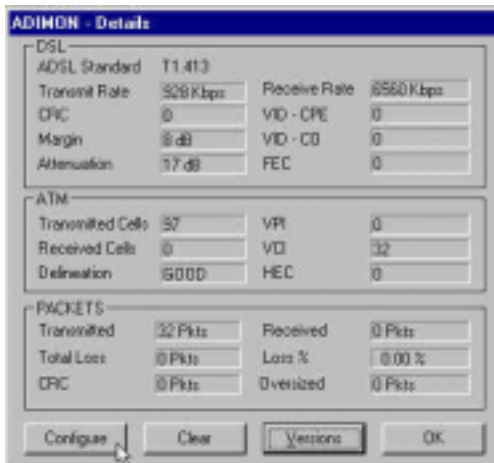 ADIMON - Details
DSL
ADSL Standard T1.413
Transmit Rate 928 Kbps Receive Rate 6560 Kbps
CRC 0 VID - CPE 0
Margin 8 dB VID - CO 0
Attenuation 17 dB FEC 0
ATM
Transmitted Cells 97 VPI 0
Received Cells 0 VCI 32
Delineation GOOD HEC 0
PACKETS
Transmitted 32 Pkts Received 0 Pkts
Total Loss 0 Pkts Loss % 0.00 %
CRC 0 Pkts Oversized 0 Pkts
Configure Clear Versions OK